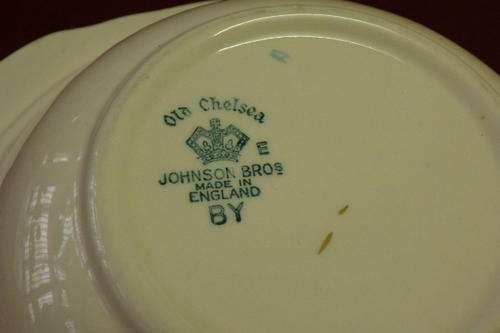 Old Chelsea
E
JOHNSON BROS
MADE IN
ENGLAND
BY